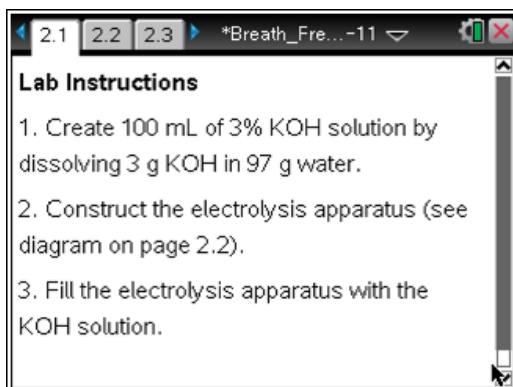 2.1 2.2 2.3 *Breath_Fre...-11
Lab Instructions
1. Create 100 mL of 3% KOH solution by
dissolving 3 g KOH in 97 g water.
2. Construct the electrolysis apparatus (see
diagram on page 2.2).
3. Fill the electrolysis apparatus with the
KOH solution.